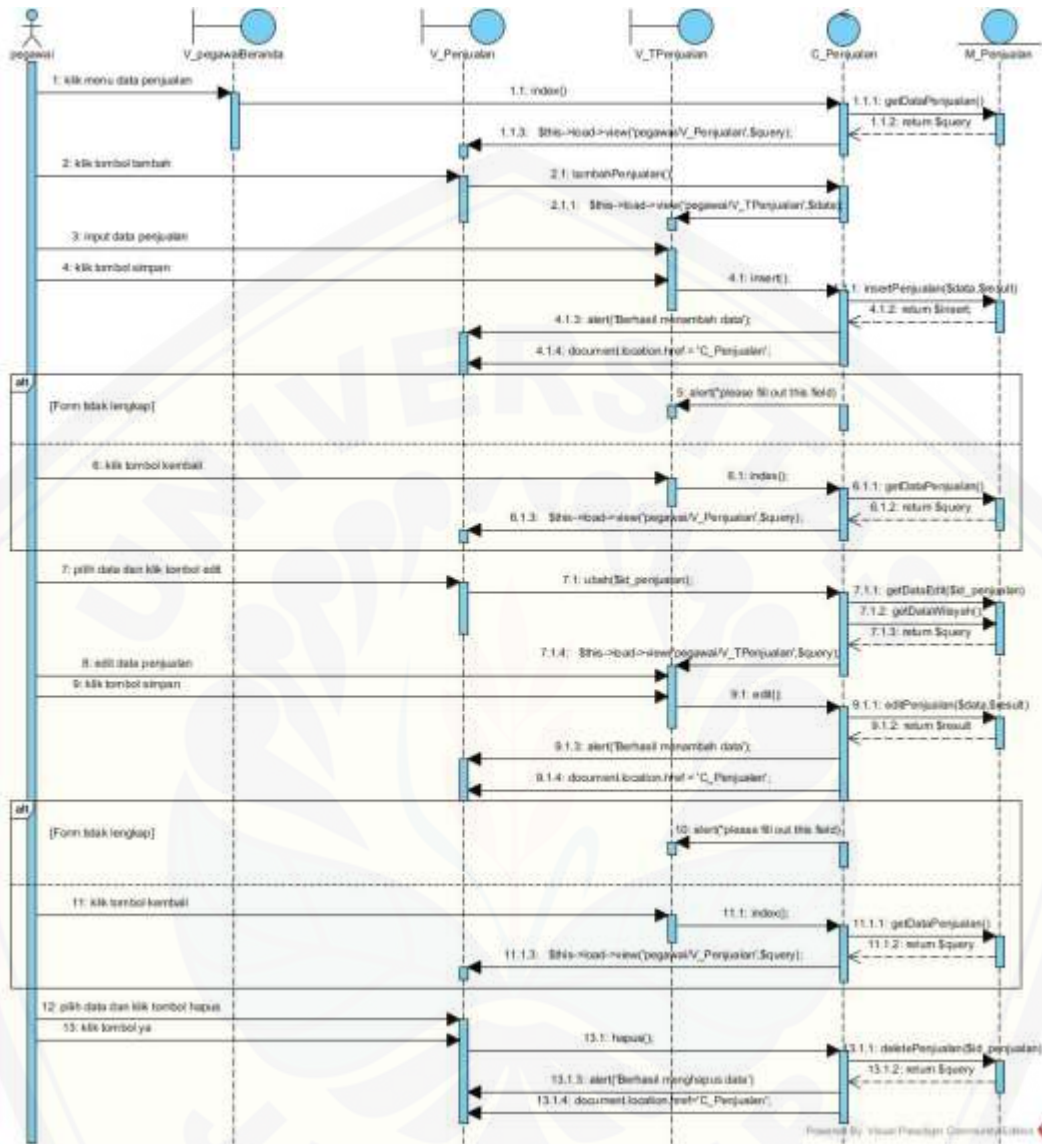 pegawai
V_pegawaiBeranda
V_Penjualan
V_TPenjualan
C_Penjualan
M_Penjualan
1: klik menu data penjualan
1.1: index()
1.1.1: getDataPenjualan()
1.1.2: return $query
1.1.3: $this->load->view('pegawai/V_Penjualan',$query);
2: klik tombol tambah
2.1: tambahPenjualan()
2.1.1: $this->load->view('pegawai/V_TPenjualan',$data);
3: input data penjualan
4: klik tombol simpan
4.1: insert();
1: insertPenjualan($data,$result)
4.1.2: return $insert;
4.1.3: alert('Berhasil menambah data');
4.1.4: document.location.href = 'C_Penjualan';
alt
[Form tidak lengkap]
5: alert("please fill out this field)
6: klik tombol kembali
6.1: index();
6.1.1: getDataPenjualan()
6.1.2: return $query
6.1.3: $this->load->view('pegawai/V_Penjualan',$query);
7: pilih data dan klik tombol edit
7.1: ubah($id_penjualan);
7.1.1: getDataEdit($id_penjualan)
7.1.2: getDataWilayah()
7.1.3: return $query
7.1.4: $this->load->view('pegawai/V_TPenjualan',$query);
8: edit data penjualan
9: klik tombol simpan
9.1: edit();
9.1.1: editPenjualan($data,$result)
9.1.2: return $result
9.1.3: alert('Berhasil menambah data');
9.1.4: document.location.href = 'C_Penjualan';
alt
[Form tidak lengkap]
10: alert("please fill out this field)
11: klik tombol kembali
11.1: index();
11.1.1: getDataPenjualan()
11.1.2: return $query
11.1.3: $this->load->view('pegawai/V_Penjualan',$query);
12: pilih data dan klik tombol hapus
13: klik tombol ya
13.1: hapus();
13.1.1: deletePenjualan($id_penjualan)
13.1.2: return $query
13.1.3: alert('Berhasil menghapus data')
13.1.4: document.location.href='C_Penjualan';
Powered By Visual Paradigm Community Edition
UNIVERSITAS